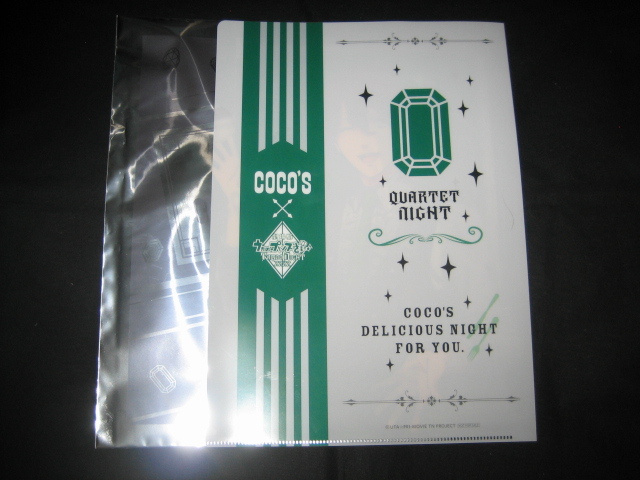 COCO'S
QUARTET
NIGHT
COCO'S
DELICIOUS NIGHT
FOR YOU.